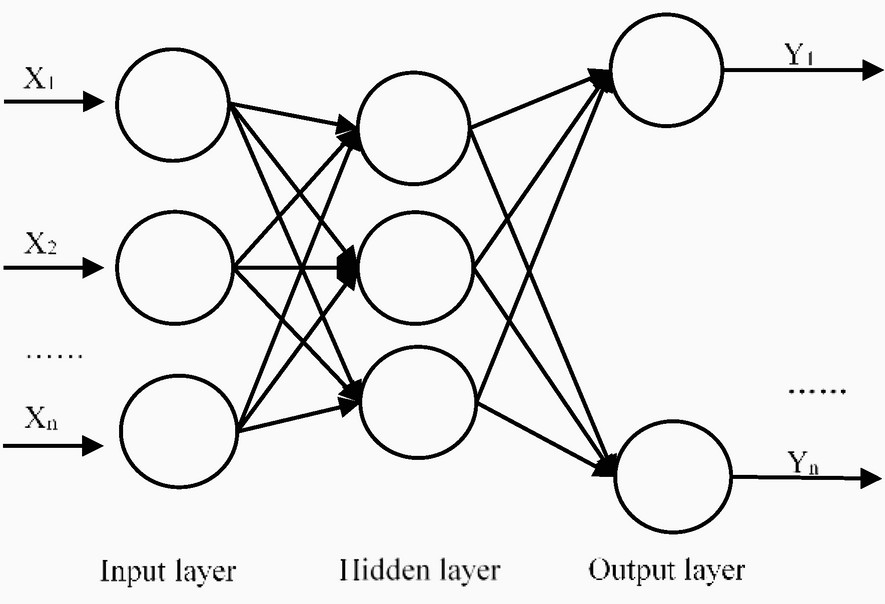 X₁
Y₁
X₂
……
Xn
……
Yn
Input layer
Hidden layer
Output layer